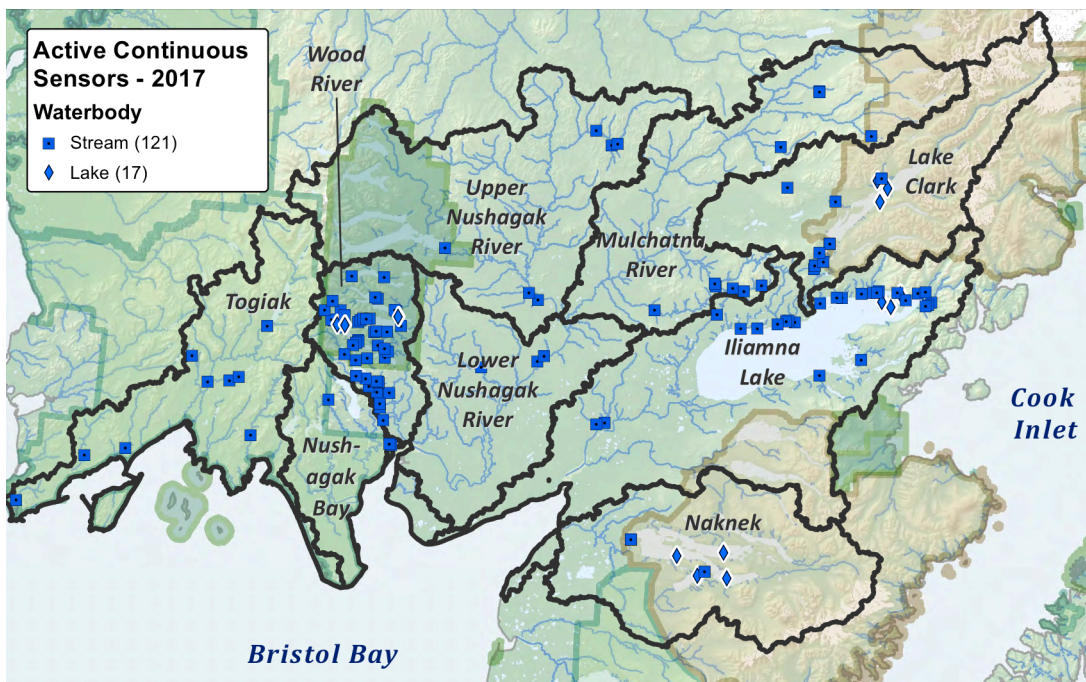 Active Continuous
Sensors - 2017
Waterbody
Stream (121)
Lake (17)
Wood
River
Upper
Nushagak
River
Mulchatna
River
Lake
Clark
Togiak
Lower
Nushagak
River
Iliamna
Lake
Nush-
agak
Bay
Naknek
Cook
Inlet
Bristol Bay